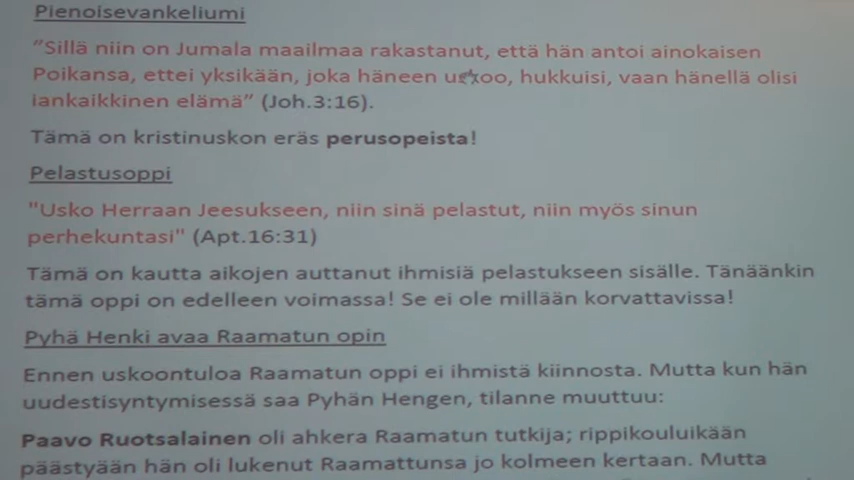 Pienoisevankeliumi
”Sillä niin on Jumala maailmaa rakastanut, että hän antoi ainokaisen
Poikansa, ettei yksikään, joka häneen uskoo, hukkuisi, vaan hänellä olisi
iankaikkinen elämä” (Joh.3:16).
Tämä on kristinuskon eräs perusopeista!
Pelastusoppi
"Usko Herraan Jeesukseen, niin sinä pelastut, niin myös sinun
perhekuntasi" (Apt.16:31)
Tämä on kautta aikojen auttanut ihmisiä pelastukseen sisälle. Tänäänkin
tämä oppi on edelleen voimassa! Se ei ole millään korvattavissa!
Pyhä Henki avaa Raamatun opin
Ennen uskoontuloa Raamatun oppi ei ihmistä kiinnosta. Mutta kun hän
uudestisyntymisessä saa Pyhän Hengen, tilanne muuttuu:
Paavo Ruotsalainen oli ahkera Raamatun tutkija; rippikouluikään
päästyään hän oli lukenut Raamattunsa jo kolmeen kertaan. Mutta